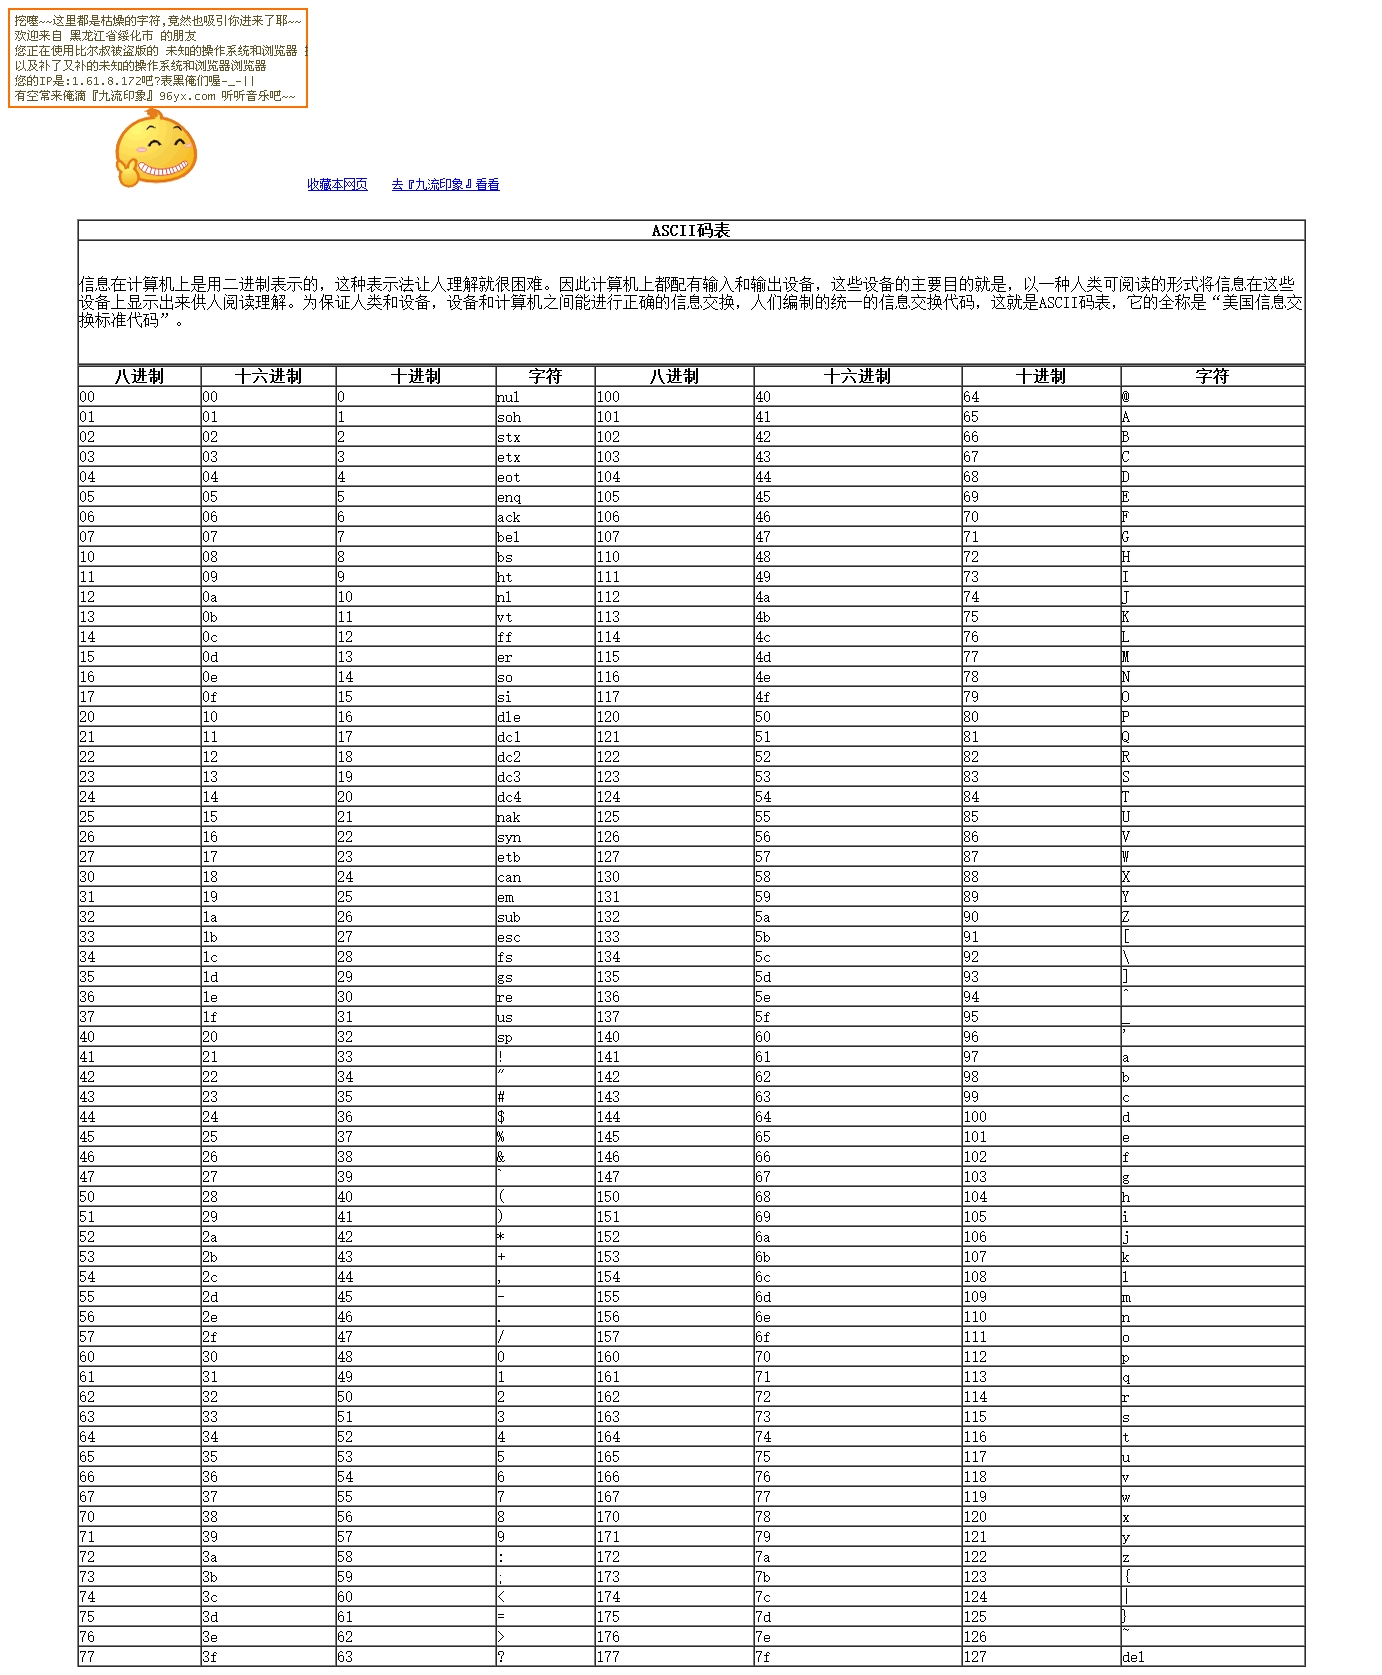 挖噻~~这里都是枯燥的字符,竟然也吸引你进来了耶~~
欢迎来自 黑龙江省绥化市 的朋友
您正在使用比尔叔被盗版的 未知的操作系统和浏览器
以及补了又补的未知的操作系统和浏览器浏览器
您的IP是:1.61.8.172吧?表黑俺们喔-_-||
有空常来俺滴『九流印象』96yx.com 听听音乐吧~~
收藏本网页 去『九流印象』看看
ASCII码表
信息在计算机上是用二进制表示的，这种表示法让人理解就很困难。因此计算机上都配有输入和输出设备，这些设备的主要目的就是，以一种人类可阅读的形式将信息在这些
设备上显示出来供人阅读理解。为保证人类和设备，设备和计算机之间能进行正确的信息交换，人们编制的统一的信息交换代码，这就是ASCII码表，它的全称是“美国信息交
换标准代码”。
八进制 十六进制 十进制 字符 八进制 十六进制 十进制 字符
00 00 0 nul 100 40 64 @
01 01 1 soh 101 41 65 A
02 02 2 stx 102 42 66 B
03 03 3 etx 103 43 67 C
04 04 4 eot 104 44 68 D
05 05 5 enq 105 45 69 E
06 06 6 ack 106 46 70 F
07 07 7 bel 107 47 71 G
10 08 8 bs 110 48 72 H
11 09 9 ht 111 49 73 I
12 0a 10 nl 112 4a 74 J
13 0b 11 vt 113 4b 75 K
14 0c 12 ff 114 4c 76 L
15 0d 13 er 115 4d 77 M
16 0e 14 so 116 4e 78 N
17 0f 15 si 117 4f 79 O
20 10 16 dle 120 50 80 P
21 11 17 dc1 121 51 81 Q
22 12 18 dc2 122 52 82 R
23 13 19 dc3 123 53 83 S
24 14 20 dc4 124 54 84 T
25 15 21 nak 125 55 85 U
26 16 22 syn 126 56 86 V
27 17 23 etb 127 57 87 W
30 18 24 can 130 58 88 X
31 19 25 em 131 59 89 Y
32 1a 26 sub 132 5a 90 Z
33 1b 27 esc 133 5b 91 [
34 1c 28 fs 134 5c 92 \
35 1d 29 gs 135 5d 93 ]
36 1e 30 re 136 5e 94 ^
37 1f 31 us 137 5f 95 _
40 20 32 sp 140 60 96 '
41 21 33 ! 141 61 97 a
42 22 34 " 142 62 98 b
43 23 35 # 143 63 99 c
44 24 36 $ 144 64 100 d
45 25 37 % 145 65 101 e
46 26 38 & 146 66 102 f
47 27 39 ` 147 67 103 g
50 28 40 ( 150 68 104 h
51 29 41 ) 151 69 105 i
52 2a 42 * 152 6a 106 j
53 2b 43 + 153 6b 107 k
54 2c 44 , 154 6c 108 l
55 2d 45 - 155 6d 109 m
56 2e 46 . 156 6e 110 n
57 2f 47 / 157 6f 111 o
60 30 48 0 160 70 112 p
61 31 49 1 161 71 113 q
62 32 50 2 162 72 114 r
63 33 51 3 163 73 115 s
64 34 52 4 164 74 116 t
65 35 53 5 165 75 117 u
66 36 54 6 166 76 118 v
67 37 55 7 167 77 119 w
70 38 56 8 170 78 120 x
71 39 57 9 171 79 121 y
72 3a 58 : 172 7a 122 z
73 3b 59 ; 173 7b 123 {
74 3c 60 < 174 7c 124 |
75 3d 61 = 175 7d 125 }
76 3e 62 > 176 7e 126 ~
77 3f 63 ? 177 7f 127 del